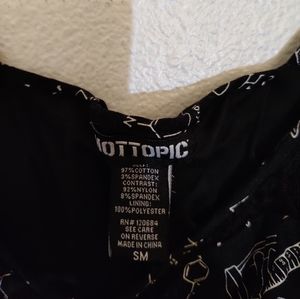 HOTTOPIC
SELF:
97%COTTON
3%SPANDEX
CONTRAST:
92%NYLON
8%SPANDEX
LINING:
100%POLYESTER
RN# 120684
SEE CARE
ON REVERSE
MADE IN CHINA
SM